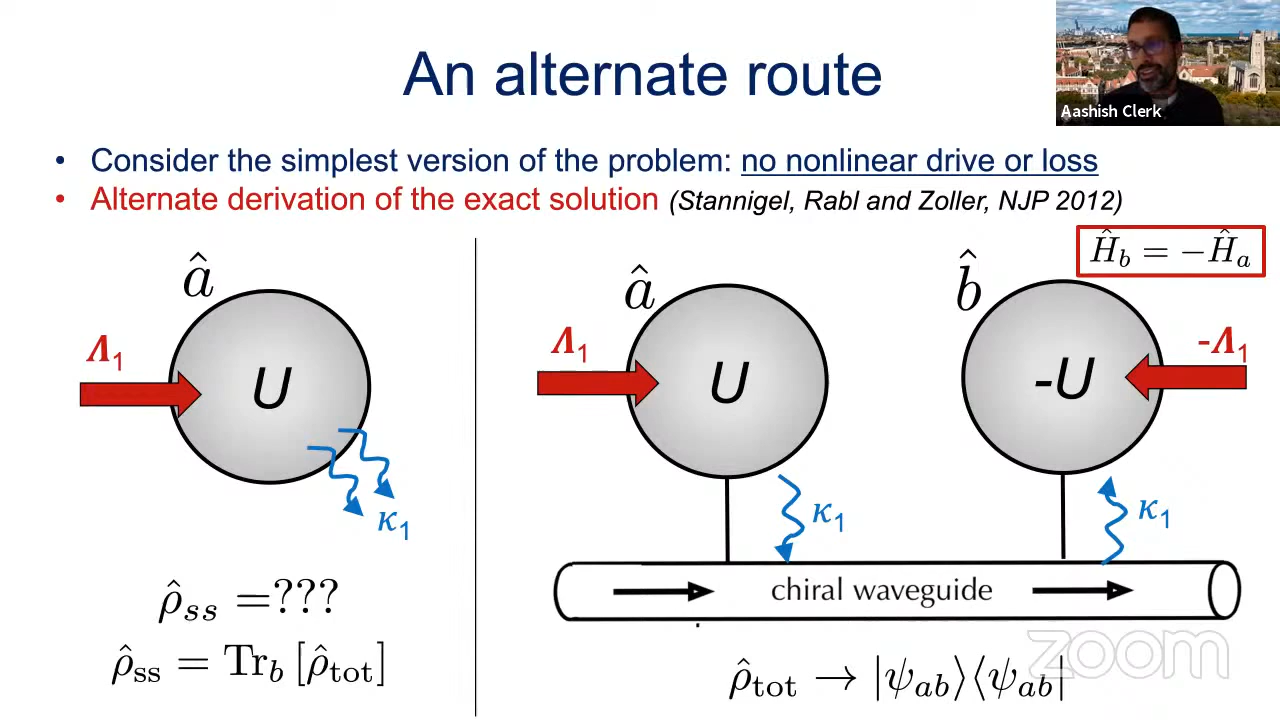 An alternate route
Aashish Clerk
• Consider the simplest version of the problem: no nonlinear drive or loss
• Alternate derivation of the exact solution (Stannigel, Rabl and Zoller, NJP 2012)
Ĥ_b = −Ĥ_a
â
Λ₁
U
κ₁
ρ̂_ss =???
ρ̂_ss = Tr_b [ρ̂_tot]
â
Λ₁
U
κ₁
b̂
-Λ₁
-U
κ₁
chiral waveguide
ρ̂_tot → |ψ_ab⟩⟨ψ_ab|
zoom